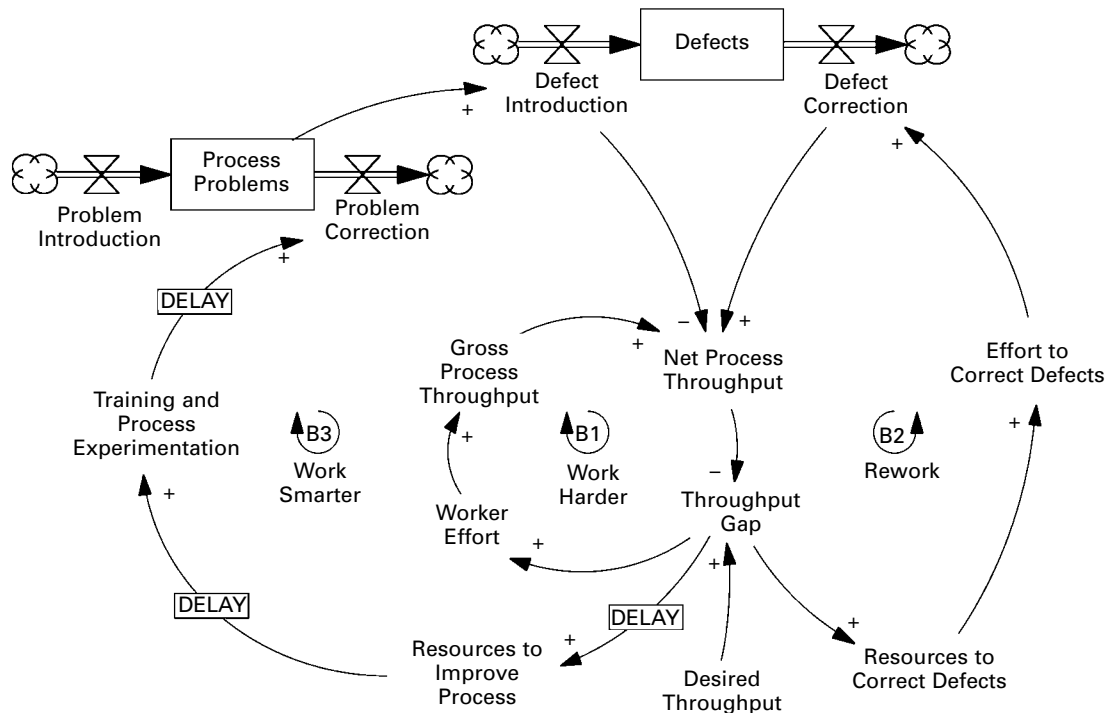 Defects
Defect
Introduction
Defect
Correction
+
+
Process
Problems
Problem
Introduction
Problem
Correction
+
DELAY
–
+
Gross
Process
Throughput
+
Net Process
Throughput
Effort to
Correct Defects
Training and
Process
Experimentation
B3
Work
Smarter
+
B1
Work
Harder
B2
Rework
+
+
–
Worker
Effort
+
Throughput
Gap
DELAY
+
DELAY
+
+
Resources to
Improve
Process
Desired
Throughput
Resources to
Correct Defects